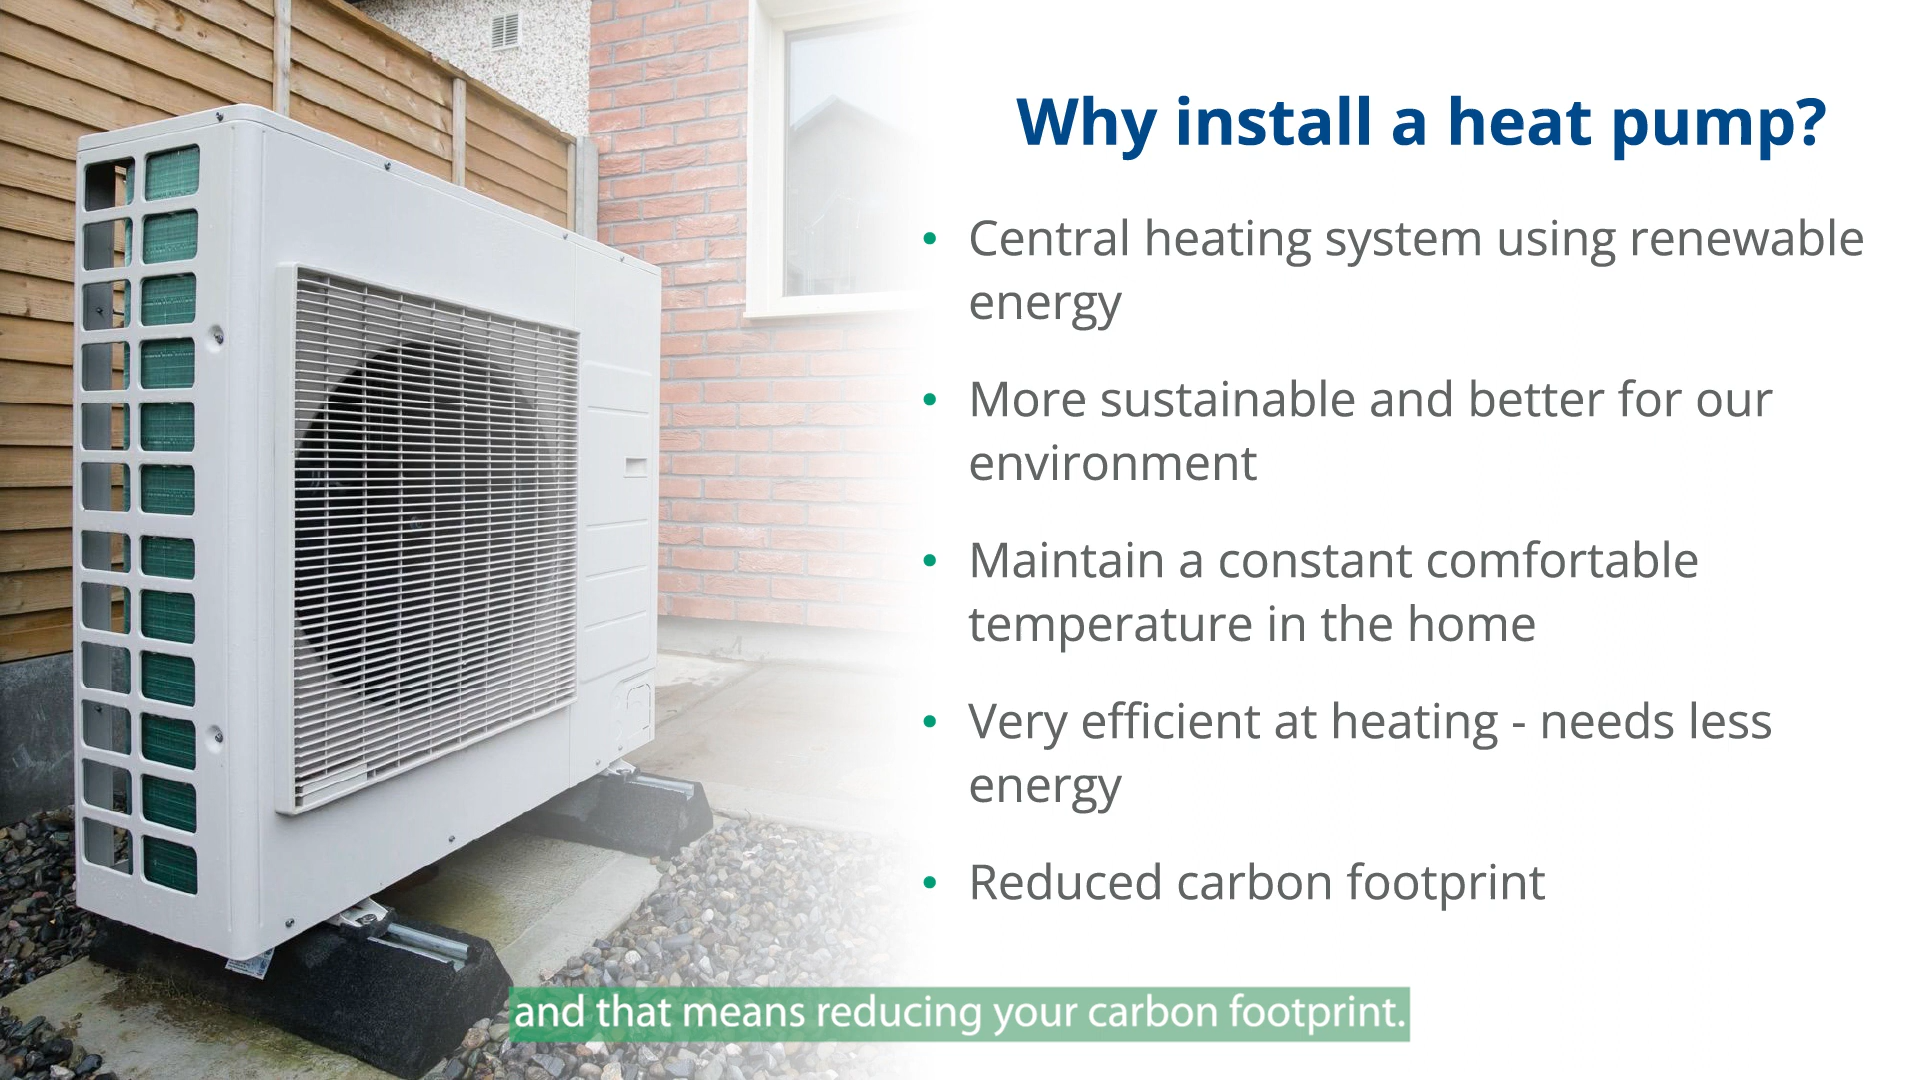 Why install a heat pump?
• Central heating system using renewable
energy
• More sustainable and better for our
environment
• Maintain a constant comfortable
temperature in the home
• Very efficient at heating - needs less
energy
• Reduced carbon footprint
and that means reducing your carbon footprint.